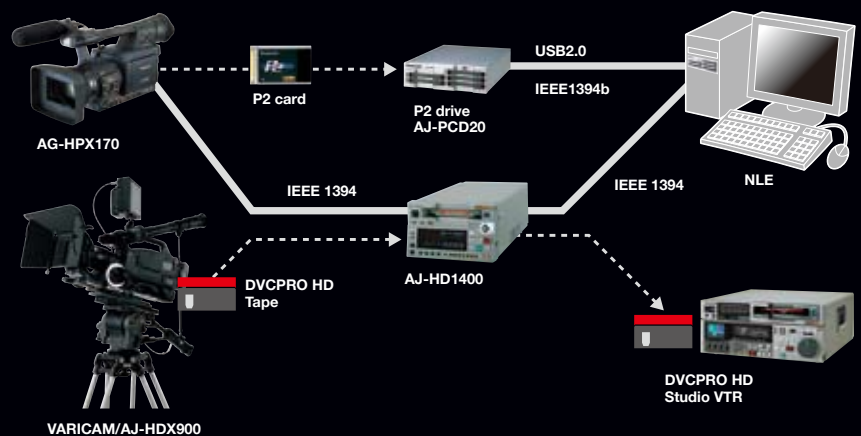 USB2.0
P2
P2 card
IEEE1394b
P2 drive
AJ-PCD20
AG-HPX170
NLE
IEEE 1394
IEEE 1394
AJ-HD1400
DVCPRO HD
Tape
DVCPRO HD
Studio VTR
VARICAM/AJ-HDX900